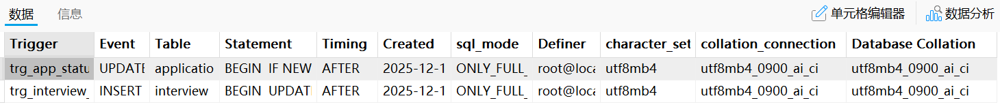 数据 信息 单元格编辑器 数据分析
Trigger Event Table Statement Timing Created sql_mode Definer character_set collation_connection Database Collation
trg_app_statu UPDATE applicatio BEGIN IF NEW AFTER 2025-12-1 ONLY_FULL_ root@loca utf8mb4 utf8mb4_0900_ai_ci utf8mb4_0900_ai_ci
trg_interview_ INSERT interview BEGIN UPDAT AFTER 2025-12-1 ONLY_FULL_ root@loca utf8mb4 utf8mb4_0900_ai_ci utf8mb4_0900_ai_ci